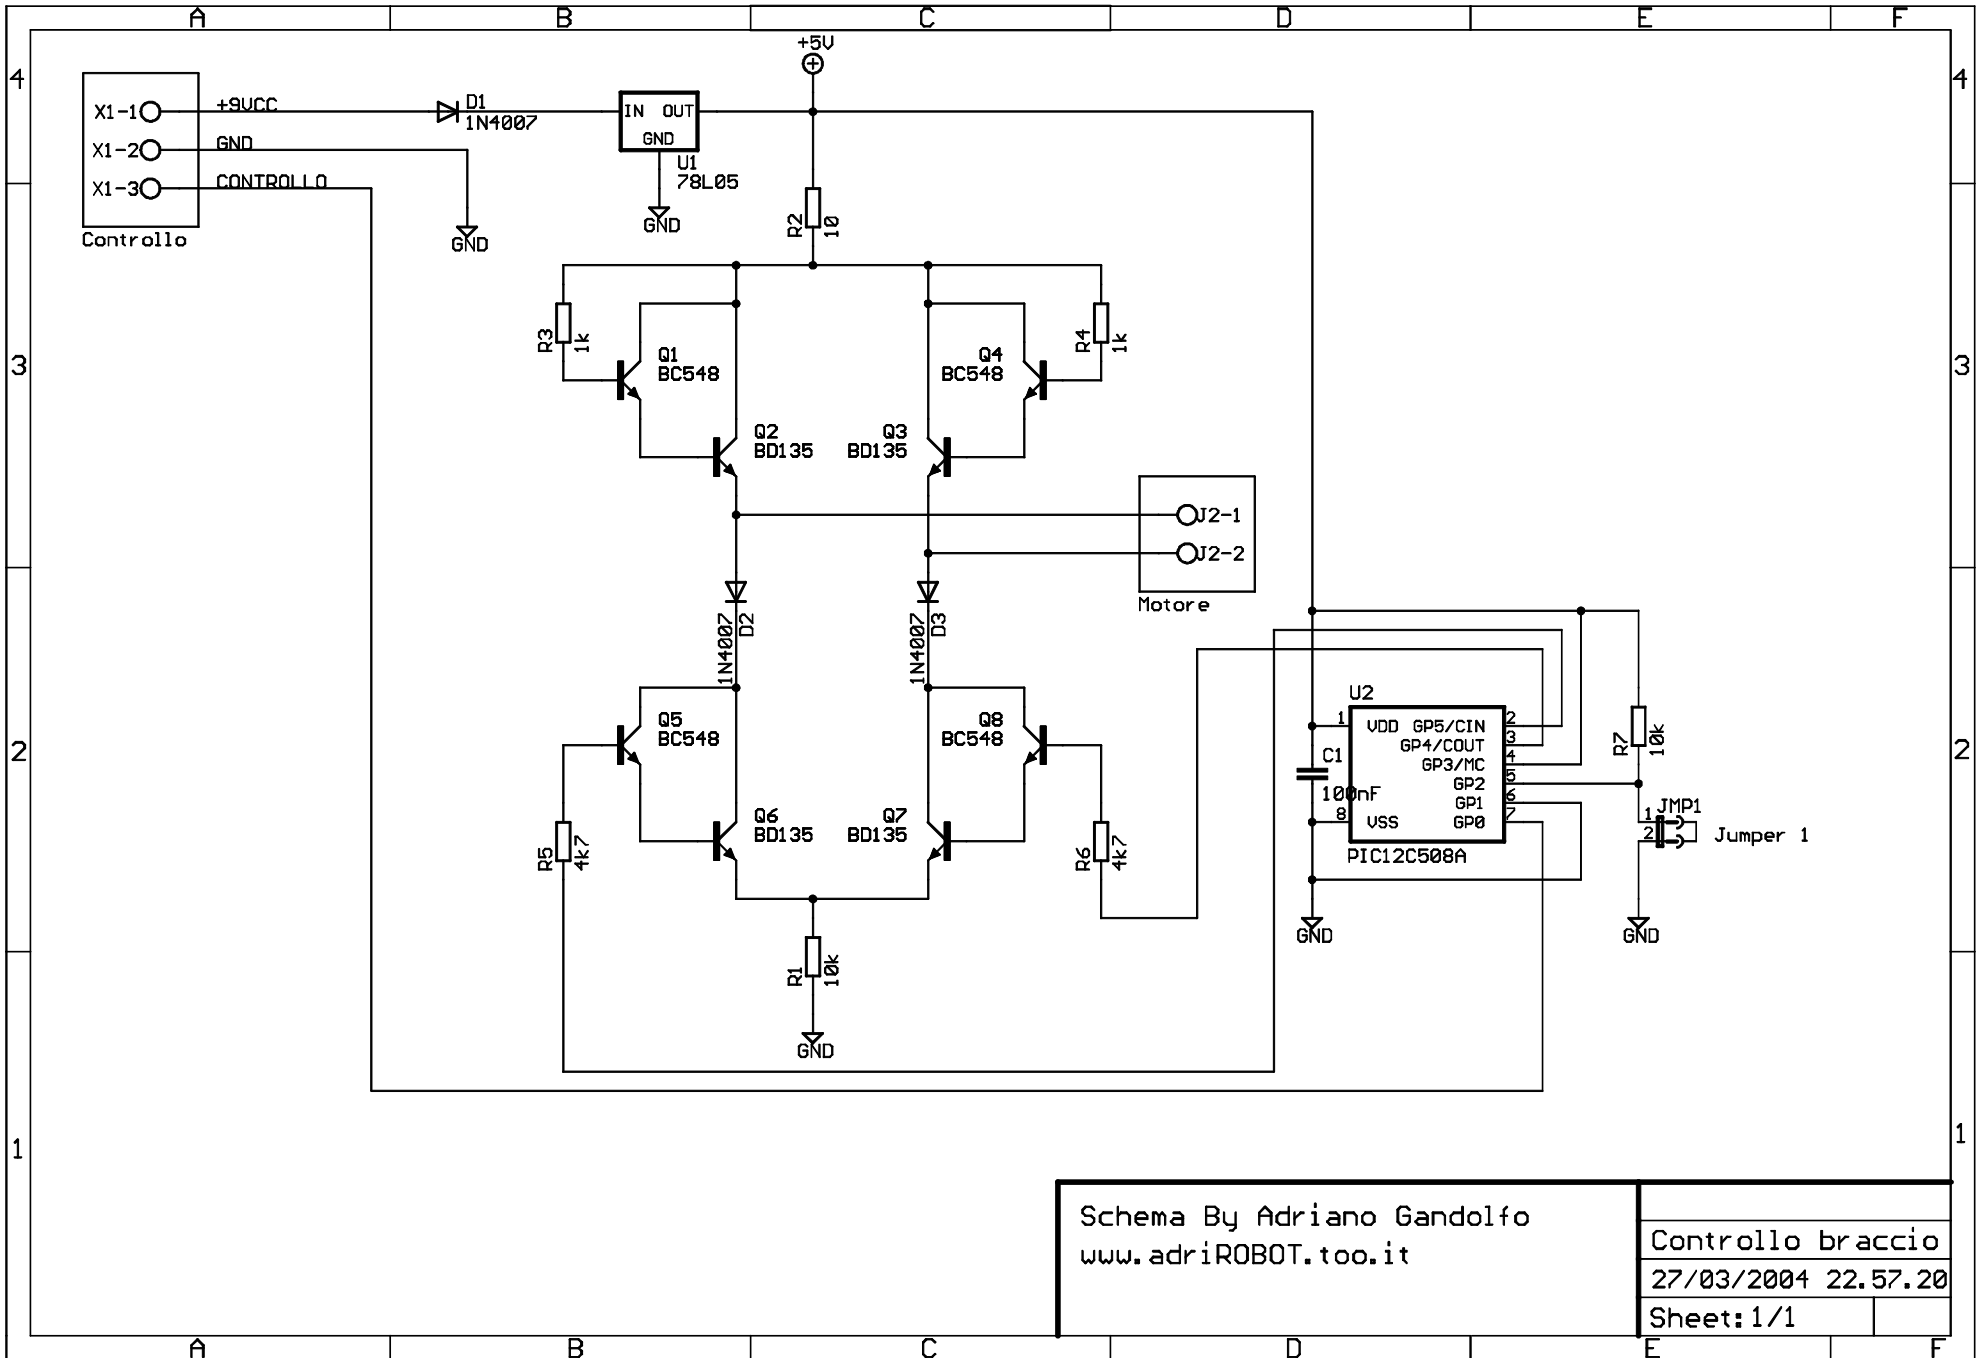 A B C D E F
4 4
+5V
X1-1 +9VCC
D1
1N4007
IN OUT
GND
U1
78L05
X1-2 GND
X1-3 CONTROLLO
Controllo
GND
GND
R2
10
3 3
R3
1k
Q1
BC548
Q4
BC548
R4
1k
Q2
BD135
Q3
BD135
J2-1
J2-2
Motore
1N4007
D2
1N4007
D3
2 2
Q5
BC548
Q8
BC548
Q6
BD135
Q7
BD135
R5
4k7
R6
4k7
U2
1 VDD GP5/CIN 2
GP4/COUT 3
GP3/MC 4
GP2 5
GP1 6
8 VSS GP0 7
PIC12C508A
C1
100nF
R7
10k
JMP1
1
2
Jumper 1
GND
GND
R1
10k
GND
1 1
Schema By Adriano Gandolfo
www.adriROBOT.too.it
Controllo braccio
27/03/2004 22.57.20
Sheet: 1/1
A B C D E F